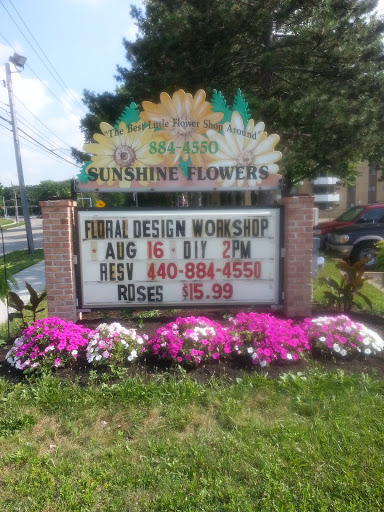 "The Best Little Flower Shop Around"
884-4550
SUNSHINE FLOWERS
FLORAL DESIGN WORKSHOP
AUG 16 - DIY 2PM
RESV 440-884-4550
ROSES $15.99